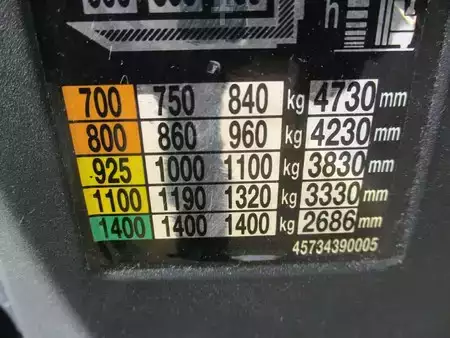 h
700 750 840 kg 4730 mm
800 860 960 kg 4230 mm
925 1000 1100 kg 3830 mm
1100 1190 1320 kg 3330 mm
1400 1400 1400 kg 2686 mm
45734390005